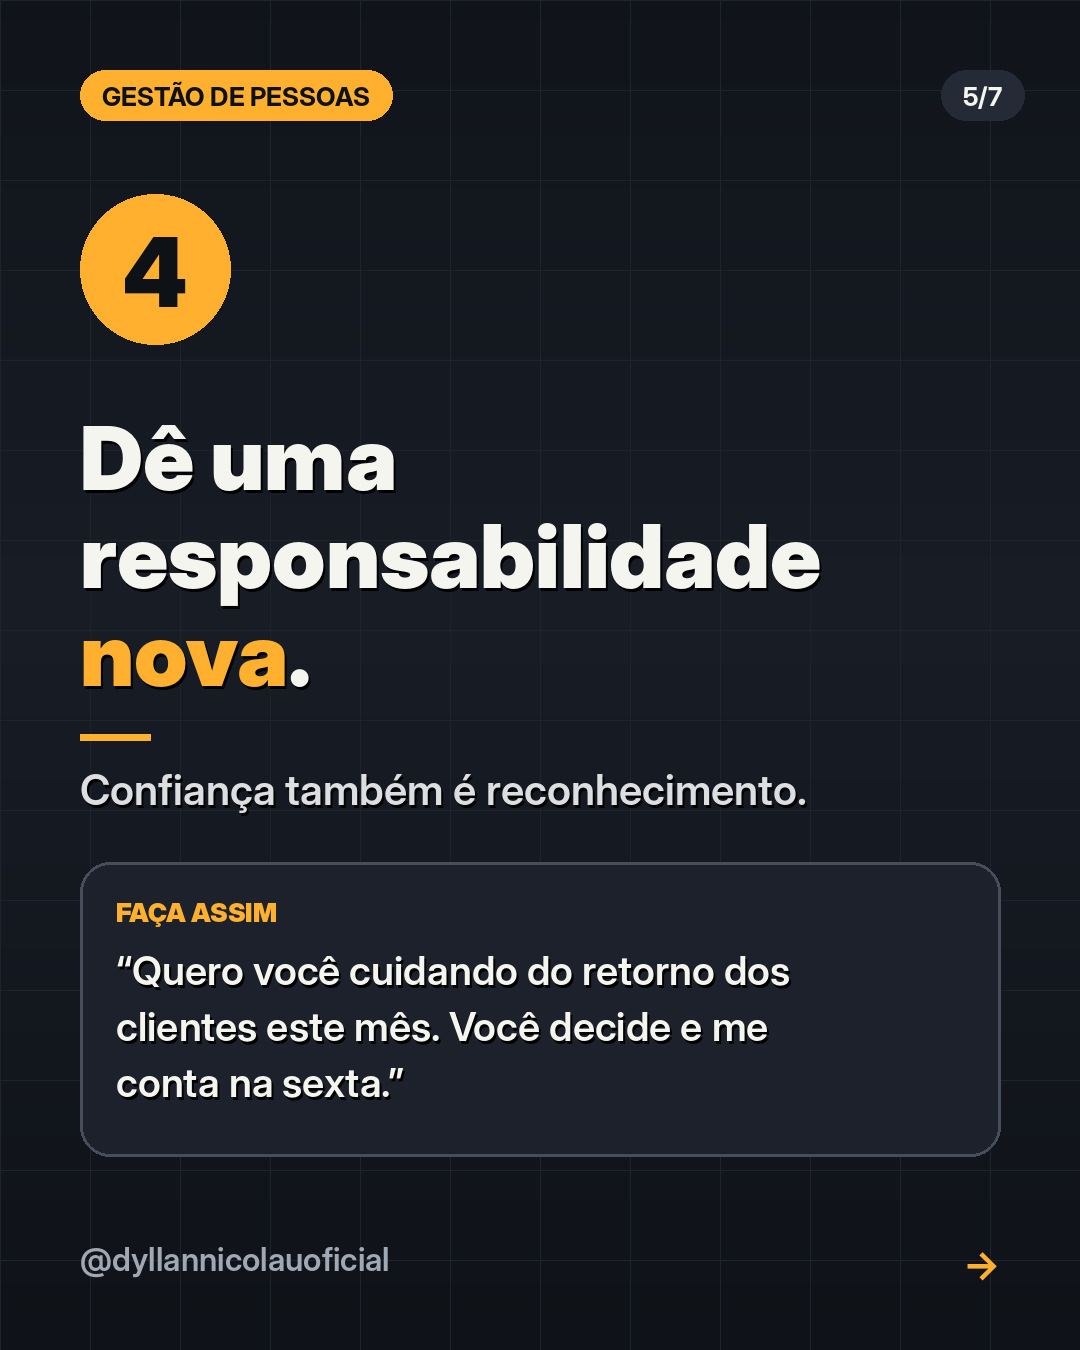 GESTÃO DE PESSOAS
5/7
4
Dê uma
responsabilidade
nova.
Confiança também é reconhecimento.
FAÇA ASSIM
“Quero você cuidando do retorno dos
clientes este mês. Você decide e me
conta na sexta.”
@dyllannicolauoficial
→